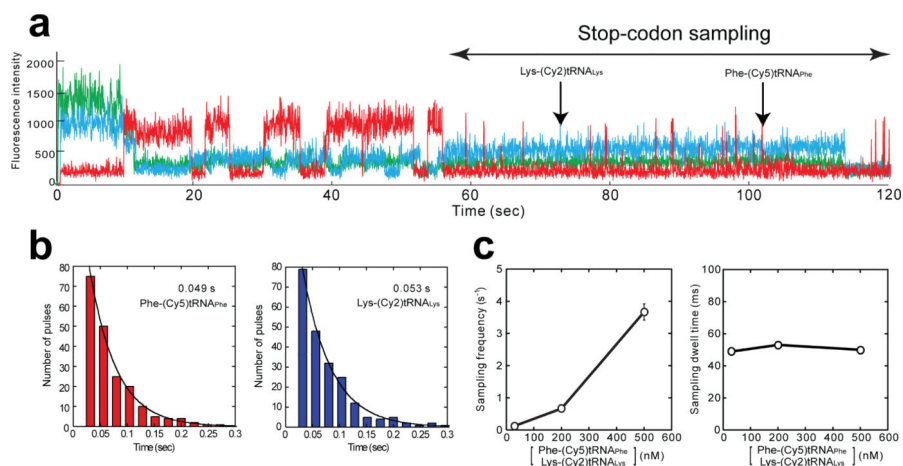 a
Stop-codon sampling
Lys-(Cy2)tRNALys
Phe-(Cy5)tRNAPhe
Fluorescence intensity
2000
1500
1000
500
0
0 20 40 60 80 100 120
Time (sec)
b
Number of pulses
80
70
60
50
40
30
20
10
0
0.049 s
Phe-(Cy5)tRNAPhe
0.05 0.1 0.15 0.2 0.25 0.3
Time(sec)
Number of pulses
80
70
60
50
40
30
20
10
0
0.053 s
Lys-(Cy2)tRNALys
0.05 0.1 0.15 0.2 0.25 0.3
Time(sec)
c
Sampling frequency (s-1)
5
4
3
2
1
0
0 100 200 300 400 500 600
[ Phe-(Cy5)tRNAPhe
Lys-(Cy2)tRNALys ] (nM)
Sampling dwell time (ms)
100
80
60
40
20
0
0 100 200 300 400 500 600
[ Phe-(Cy5)tRNAPhe
Lys-(Cy2)tRNALys ] (nM)